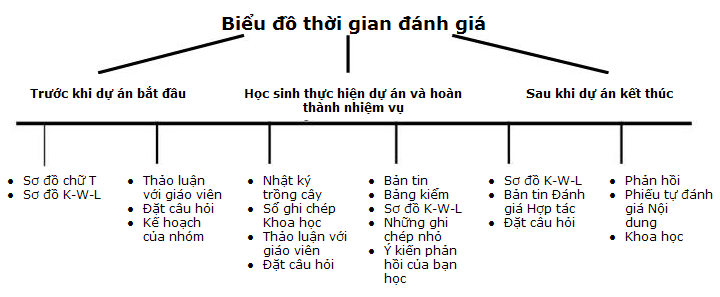 Biểu đồ thời gian đánh giá
Trước khi dự án bắt đầu
Học sinh thực hiện dự án và hoàn
thành nhiệm vụ
Sau khi dự án kết thúc
Sơ đồ chữ T
Sơ đồ K-W-L
Thảo luận
với giáo viên
Đặt câu hỏi
Kế hoạch
của nhóm
Nhật ký
trồng cây
Sổ ghi chép
Khoa học
Thảo luận với
giáo viên
Đặt câu hỏi
Bản tin
Bảng kiểm
Sơ đồ K-W-L
Những ghi
chép nhỏ
Ý kiến phản
hồi của bạn
học
Sơ đồ K-W-L
Bản tin Đánh
giá Hợp tác
Đặt câu hỏi
Phản hồi
Phiếu tự đánh
giá Nội
dung
Khoa học